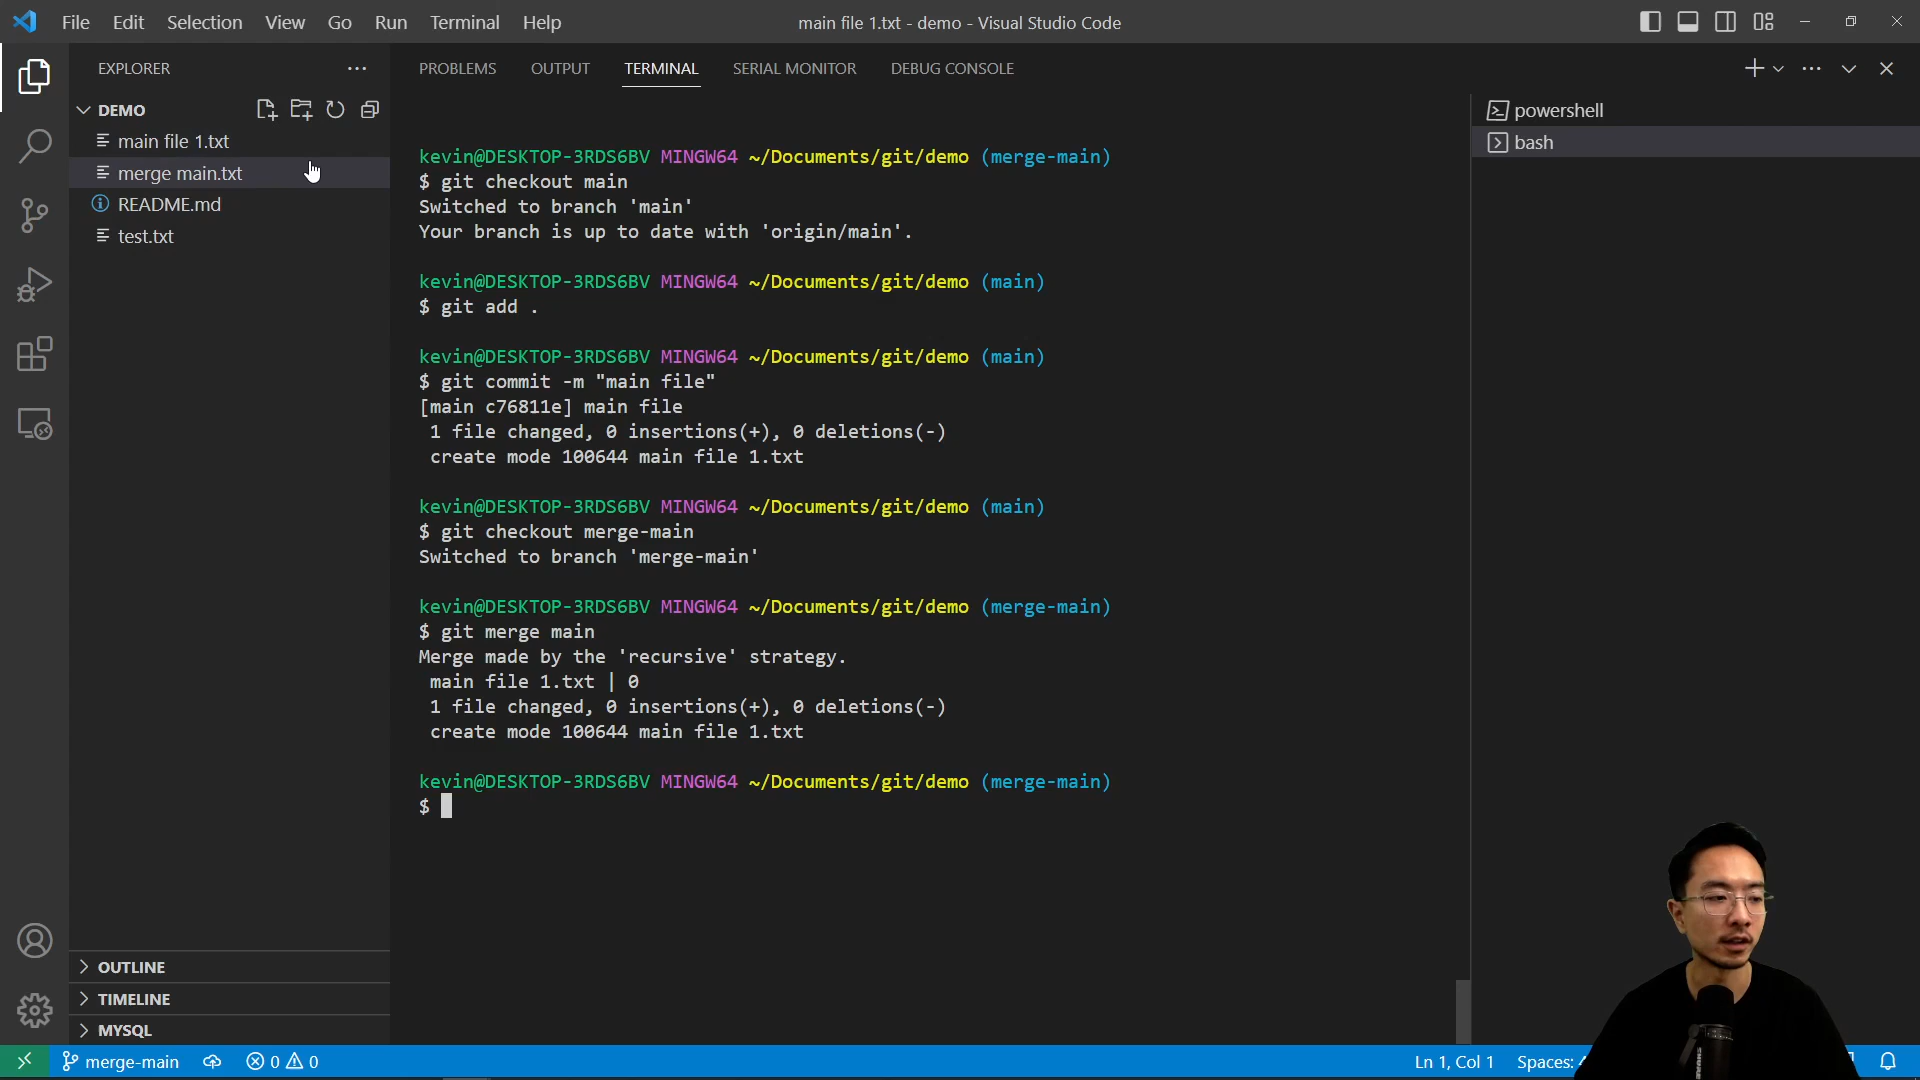 File Edit Selection View Go Run Terminal Help
main file 1.txt - demo - Visual Studio Code
EXPLORER
DEMO
main file 1.txt
merge main.txt
README.md
test.txt
OUTLINE
TIMELINE
MYSQL
PROBLEMS OUTPUT TERMINAL SERIAL MONITOR DEBUG CONSOLE
kevin@DESKTOP-3RDS6BV MINGW64 ~/Documents/git/demo (merge-main)
$ git checkout main
Switched to branch 'main'
Your branch is up to date with 'origin/main'.
kevin@DESKTOP-3RDS6BV MINGW64 ~/Documents/git/demo (main)
$ git add .
kevin@DESKTOP-3RDS6BV MINGW64 ~/Documents/git/demo (main)
$ git commit -m "main file"
[main c76811e] main file
1 file changed, 0 insertions(+), 0 deletions(-)
create mode 100644 main file 1.txt
kevin@DESKTOP-3RDS6BV MINGW64 ~/Documents/git/demo (main)
$ git checkout merge-main
Switched to branch 'merge-main'
kevin@DESKTOP-3RDS6BV MINGW64 ~/Documents/git/demo (merge-main)
$ git merge main
Merge made by the 'recursive' strategy.
main file 1.txt | 0
1 file changed, 0 insertions(+), 0 deletions(-)
create mode 100644 main file 1.txt
kevin@DESKTOP-3RDS6BV MINGW64 ~/Documents/git/demo (merge-main)
$
powershell
bash
merge-main
0 0
Ln 1, Col 1 Spaces: